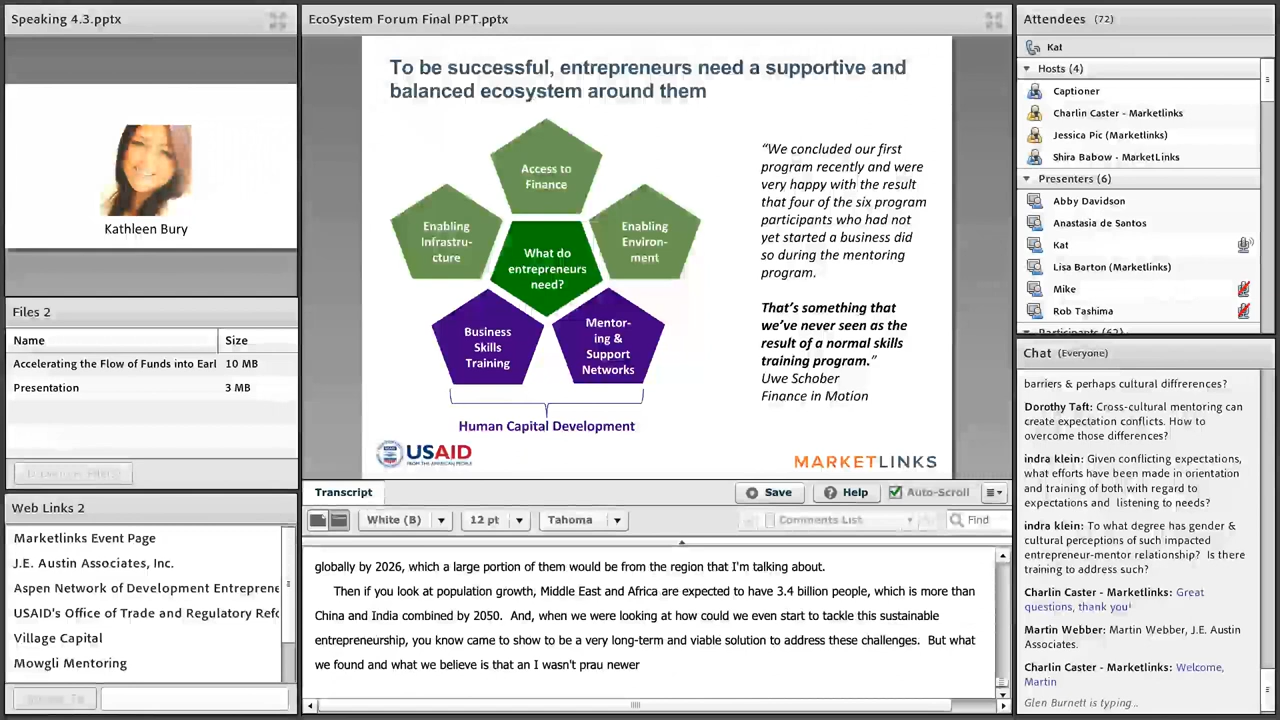 Speaking 4.3.pptx
Kathleen Bury
Files 2
Name Size
Accelerating the Flow of Funds into Earl 10 MB
Presentation 3 MB
Web Links 2
Marketlinks Event Page
J.E. Austin Associates, Inc.
Aspen Network of Development Entreprene
USAID's Office of Trade and Regulatory Refo
Village Capital
Mowgli Mentoring
EcoSystem Forum Final PPT.pptx
To be successful, entrepreneurs need a supportive and
balanced ecosystem around them
Access to
Finance
Enabling
Infrastru-
cture
Enabling
Environ-
ment
What do
entrepreneurs
need?
Business
Skills
Training
Mentor-
ing &
Support
Networks
Human Capital Development
“We concluded our first
program recently and were
very happy with the result
that four of the six program
participants who had not
yet started a business did
so during the mentoring
program.
That’s something that
we’ve never seen as the
result of a normal skills
training program.”
Uwe Schober
Finance in Motion
USAID
FROM THE AMERICAN PEOPLE
MARKETLINKS
Transcript
Save
Help
Auto-Scroll
White (B)
12 pt
Tahoma
Comments List
Find
globally by 2026, which a large portion of them would be from the region that I'm talking about.
Then if you look at population growth, Middle East and Africa are expected to have 3.4 billion people, which is more than
China and India combined by 2050. And, when we were looking at how could we even start to tackle this sustainable
entrepreneurship, you know came to show to be a very long-term and viable solution to address these challenges. But what
we found and what we believe is that an I wasn't prau newer
Attendees (72)
Kat
Hosts (4)
Captioner
Charlin Caster - Marketlinks
Jessica Pic (Marketlinks)
Shira Babow - MarketLinks
Presenters (6)
Abby Davidson
Anastasia de Santos
Kat
Lisa Barton (Marketlinks)
Mike
Rob Tashima
Participants (62)
Chat (Everyone)
barriers & perhaps cultural differerences?
Dorothy Taft: Cross-cultural mentoring can
create expectation conflicts. How to
overcome those differences?
indra klein: Given conflicting expectations,
what efforts have been made in orientation
and training of both with regard to
expectations and listening to needs?
indra klein: To what degree has gender &
cultural perceptions of such impacted
entrepreneur-mentor relationship? Is there
training to address such?
Charlin Caster - Marketlinks: Great
questions, thank you!
Martin Webber: Martin Webber, J.E. Austin
Associates.
Charlin Caster - Marketlinks: Welcome,
Martin
Glen Burnett is typing..